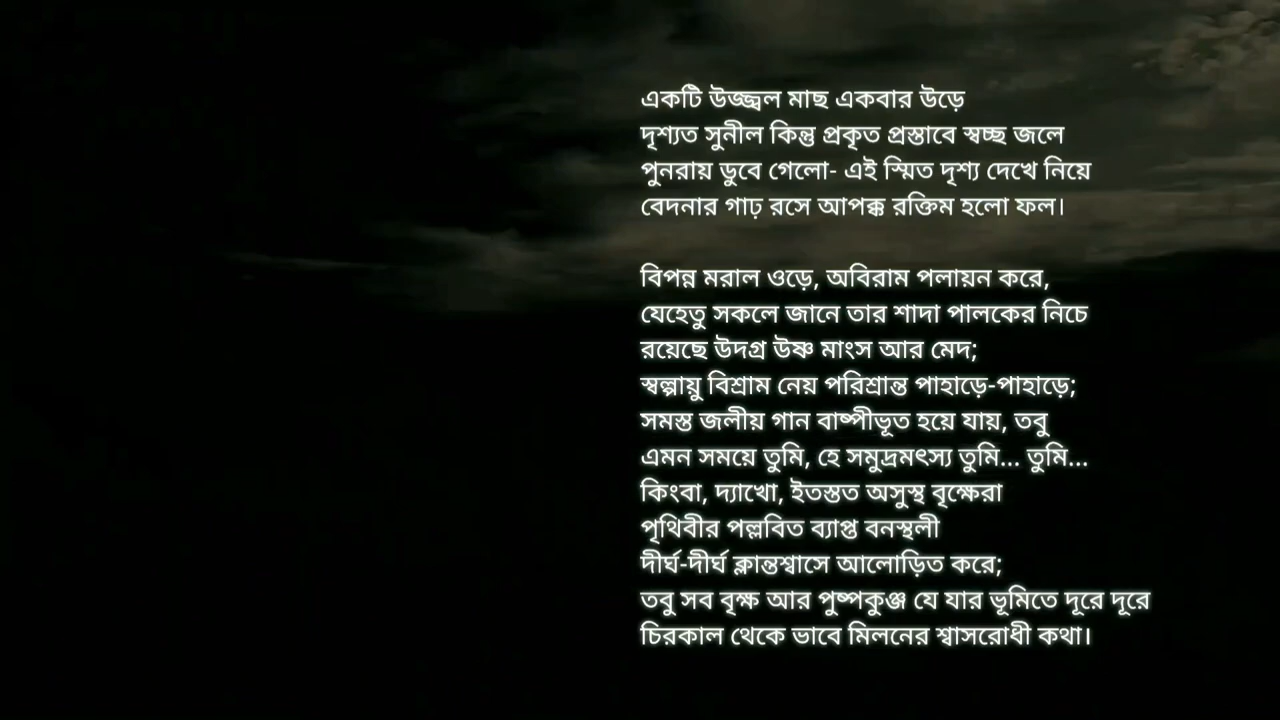 একটি উজ্জ্বল মাছ একবার উড়ে
দৃশ্যত সুনীল কিন্তু প্রকৃত প্রস্তাবে স্বচ্ছ জলে
পুনরায় ডুবে গেলো- এই স্মিত দৃশ্য দেখে নিয়ে
বেদনার গাঢ় রসে আপক্ক রক্তিম হলো ফল।
বিপন্ন মরাল ওড়ে, অবিরাম পলায়ন করে,
যেহেতু সকলে জানে তার শাদা পালকের নিচে
রয়েছে উদগ্র উষ্ণ মাংস আর মেদ;
স্বল্পায়ু বিশ্রাম নেয় পরিশ্রান্ত পাহাড়ে-পাহাড়ে;
সমস্ত জলীয় গান বাষ্পীভূত হয়ে যায়, তবু
এমন সময়ে তুমি, হে সমুদ্রমৎস্য তুমি... তুমি...
কিংবা, দ্যাখো, ইতস্তত অসুস্থ বৃক্ষেরা
পৃথিবীর পল্লবিত ব্যাপ্ত বনস্থলী
দীর্ঘ-দীর্ঘ ক্লান্তশ্বাসে আলোড়িত করে;
তবু সব বৃক্ষ আর পুষ্পকুঞ্জ যে যার ভূমিতে দূরে দূরে
চিরকাল থেকে ভাবে মিলনের শ্বাসরোধী কথা।